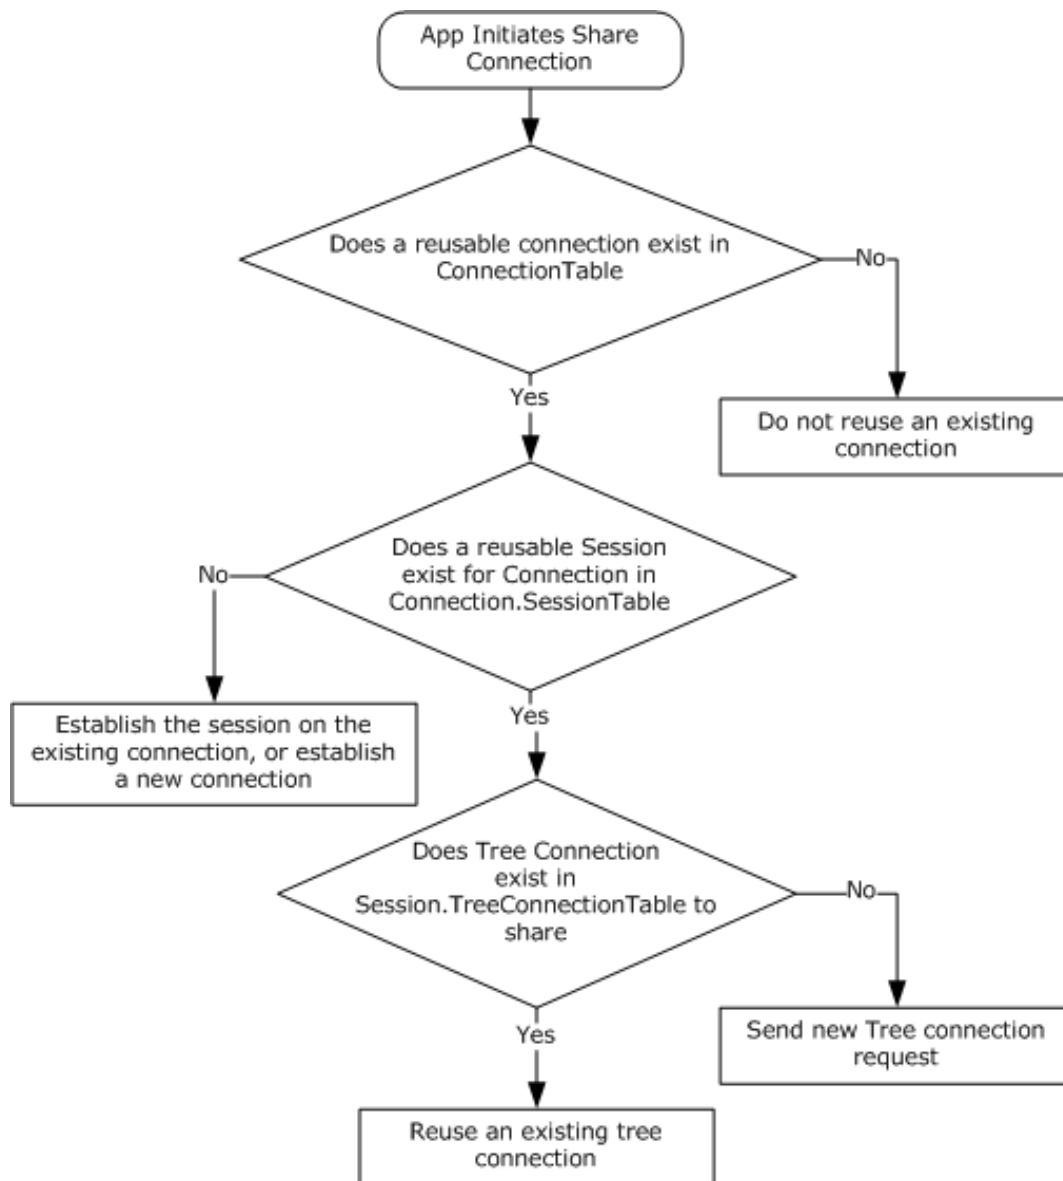 App Initiates Share
Connection
Does a reusable connection exist in
ConnectionTable
No
Yes
Do not reuse an existing
connection
Does a reusable Session
exist for Connection in
Connection.SessionTable
No
Yes
Establish the session on the
existing connection, or establish
a new connection
Does Tree Connection
exist in
Session.TreeConnectionTable to
share
No
Yes
Send new Tree connection
request
Reuse an existing tree
connection